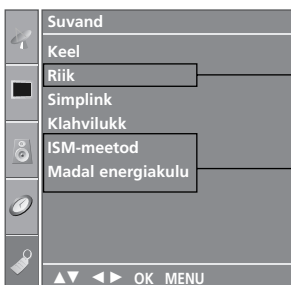 Suvand
Keel
Riik
Simplink
Klahvilukk
ISM-meetod
Madal energiakulu
▲▼ ◄► OK MENU